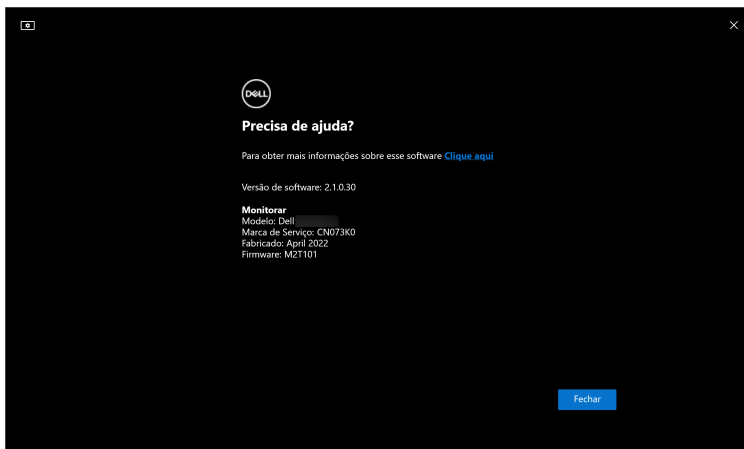 DELL
Precisa de ajuda?
Para obter mais informações sobre esse software Clique aqui
Versão de software: 2.1.0.30
Monitorar
Modelo: Dell
Marca de Serviço: CN073K0
Fabricado: April 2022
Firmware: M2T101
Fechar